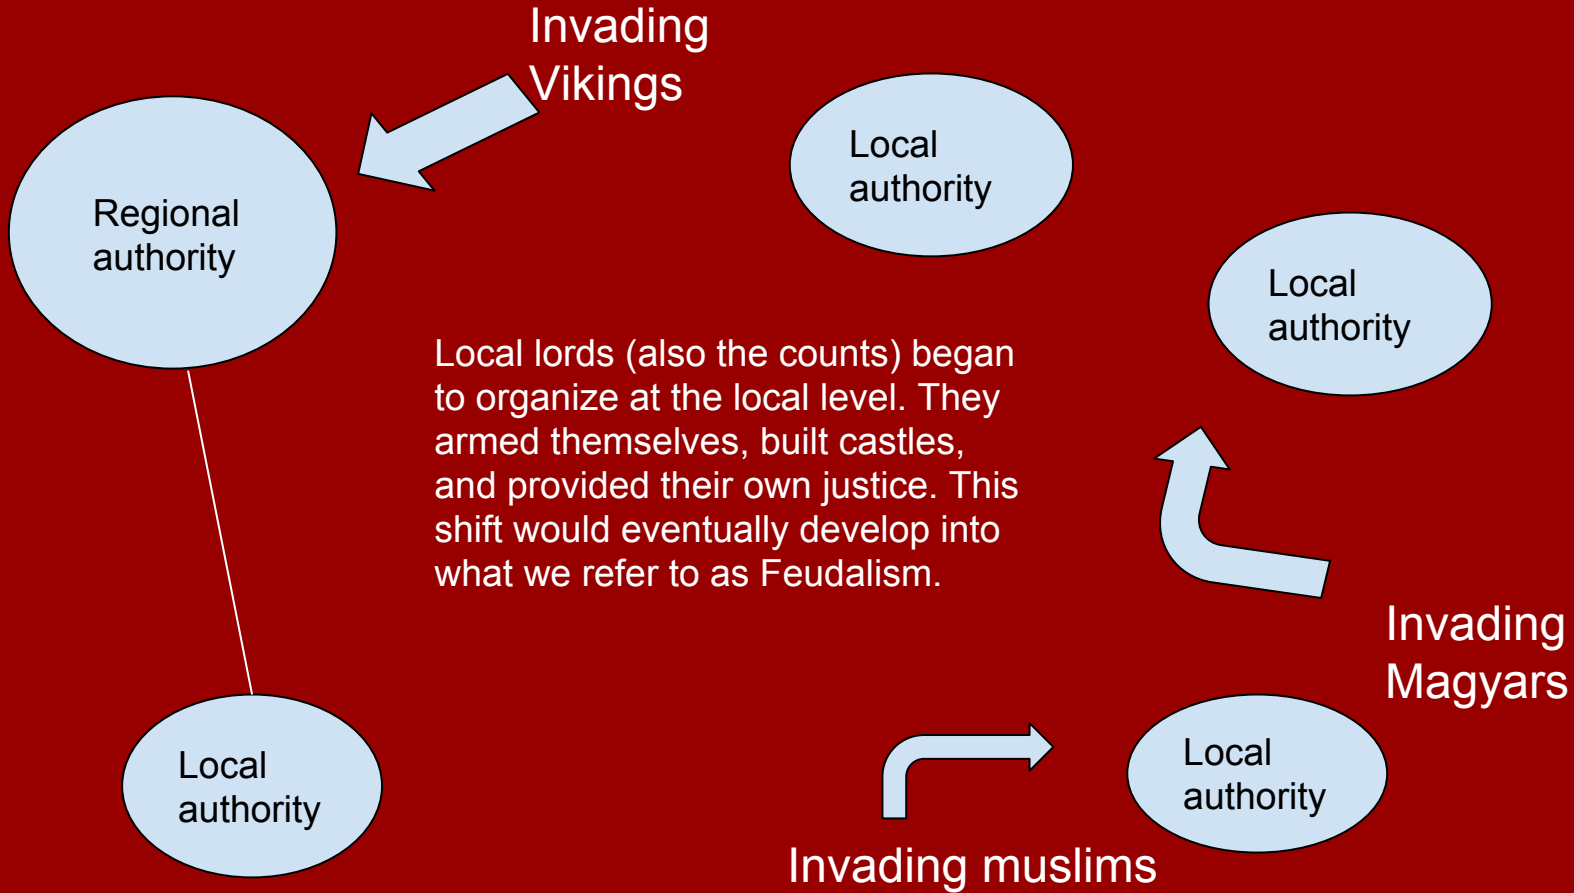 Invading
Vikings
Local
authority
Regional
authority
Local
authority
Local lords (also the counts) began
to organize at the local level. They
armed themselves, built castles,
and provided their own justice. This
shift would eventually develop into
what we refer to as Feudalism.
Invading
Magyars
Local
authority
Local
authority
Invading muslims